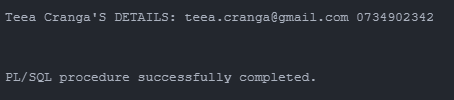 Teea Cranga'S DETAILS: teea.cranga@gmail.com 0734902342
PL/SQL procedure successfully completed.